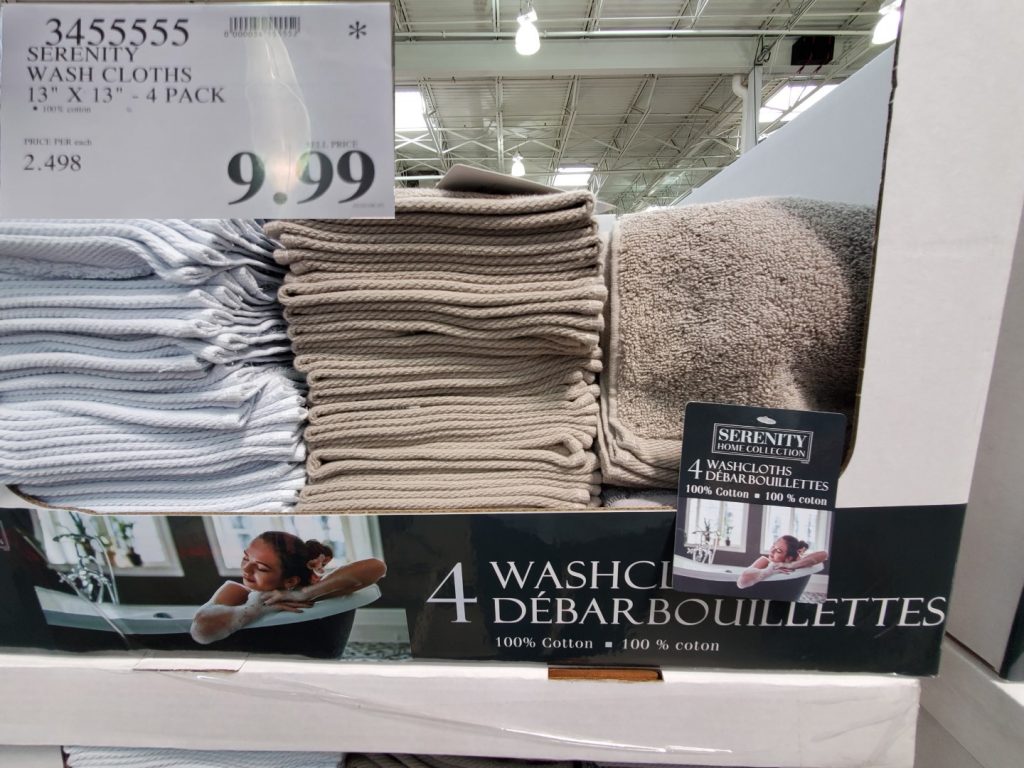 3455555
*
SERENITY
WASH CLOTHS
13" X 13" - 4 PACK
• 100% cotton
PRICE PER each
2.498
SELL PRICE
9.99
SERENITY
HOME COLLECTION
4 WASHCLOTHS
DÉBARBOUILLETTES
100% Cotton ▪ 100 % coton
4 WASHCL
DÉBARBOUILLETTES
100% Cotton ▪ 100 % coton